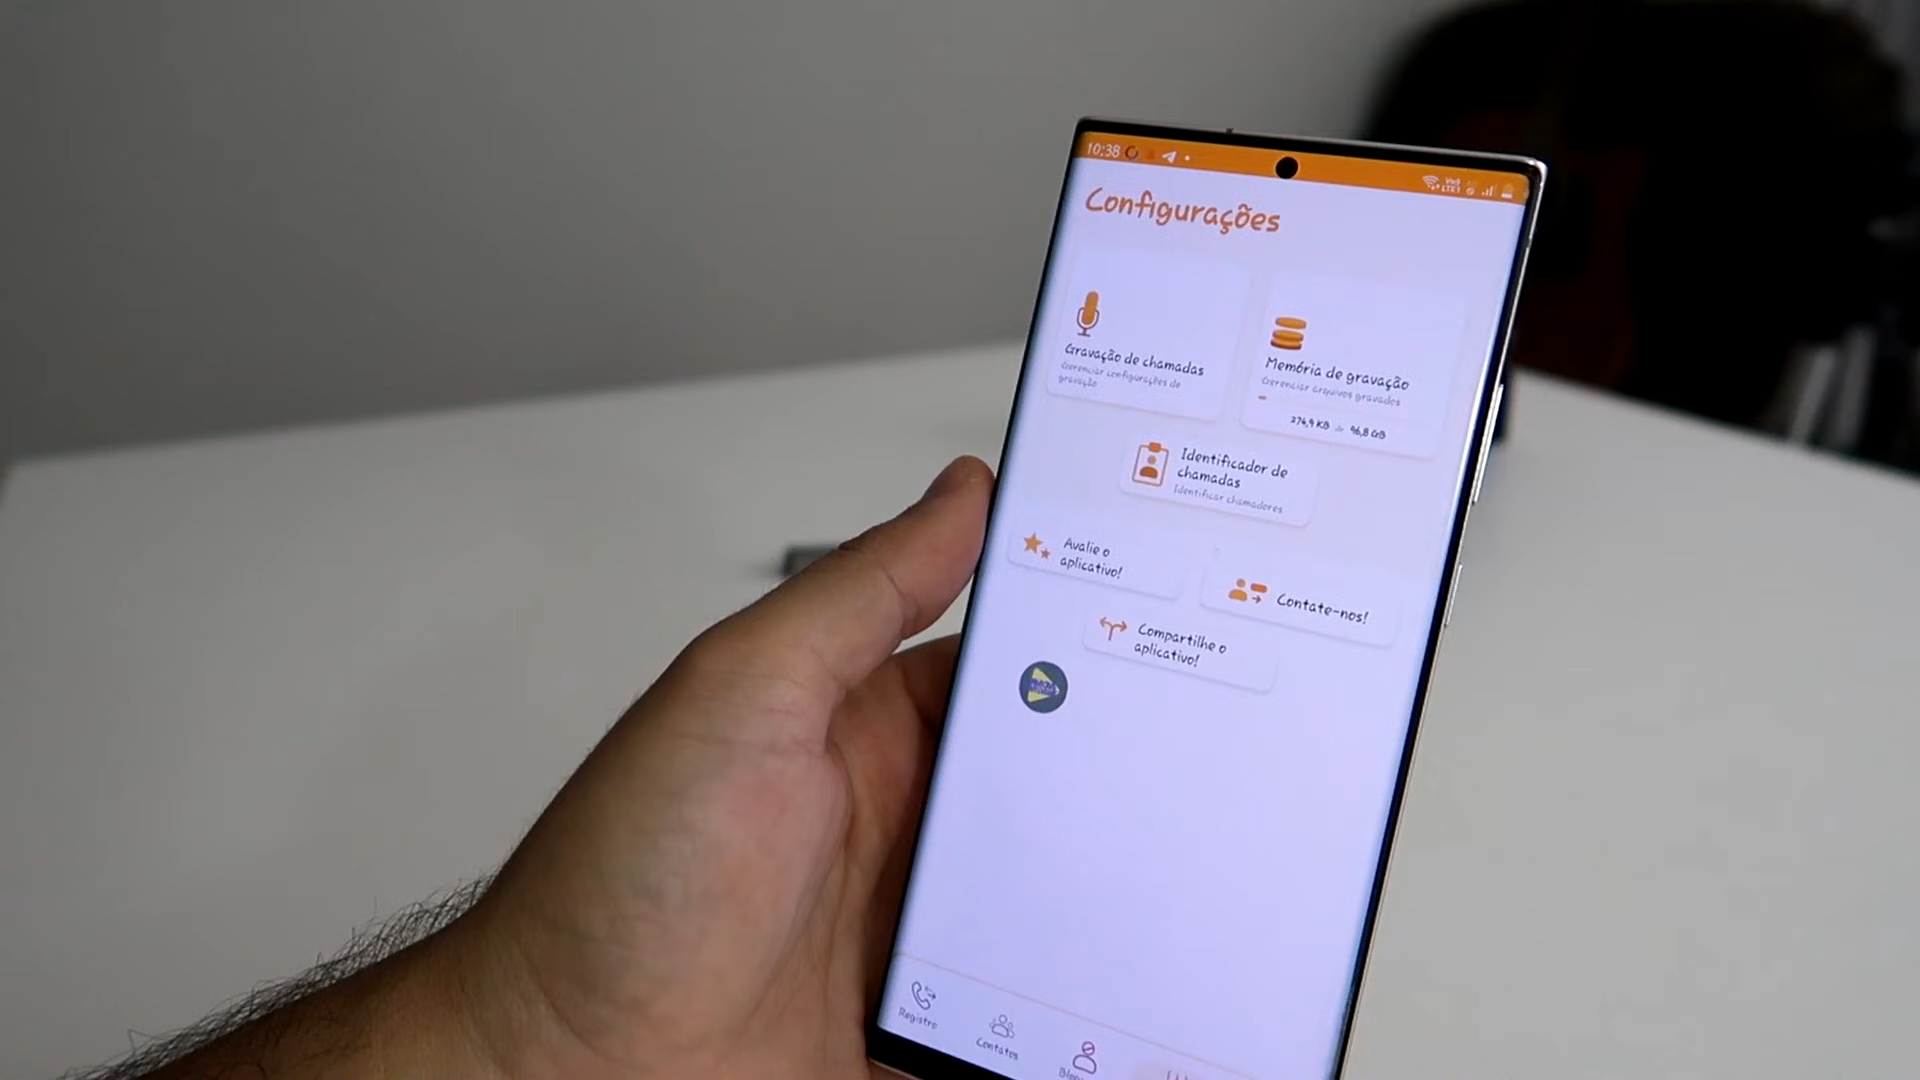 10:38
Configurações
Gravação de chamadas
Gerenciar configurações de
gravação
Memória de gravação
Gerenciar arquivos gravados
274,9 KB de 96,8 GB
Identificador de
chamadas
Identificar chamadores
Avalie o
aplicativo!
Contate-nos!
Compartilhe o
aplicativo!
Registro
Contatos